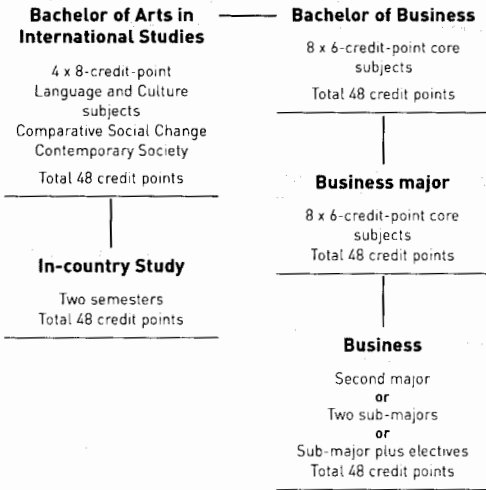 Bachelor of Arts in
International Studies
4 x 8-credit-point
Language and Culture
subjects
Comparative Social Change
Contemporary Society
Total 48 credit points
In-country Study
Two semesters
Total 48 credit points
Bachelor of Business
8 x 6-credit-point core
subjects
Total 48 credit points
Business major
8 x 6-credit-point core
subjects
Total 48 credit points
Business
Second major
or
Two sub-majors
or
Sub-major plus electives
Total 48 credit points